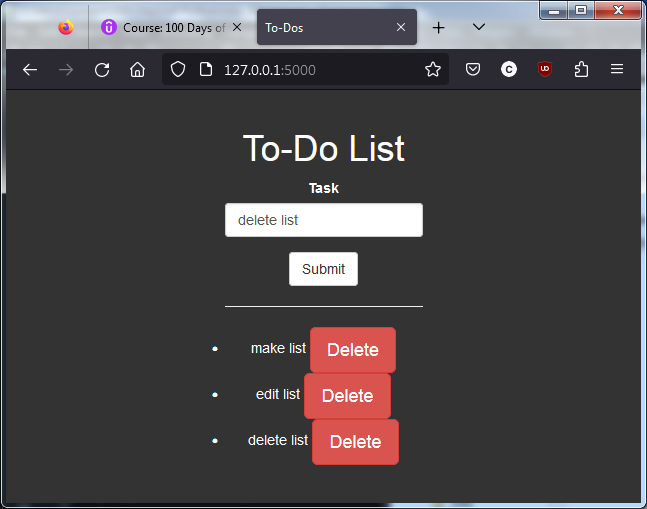 Course: 100 Days of
To-Dos
127.0.0.1:5000
C
UD
To-Do List
Task
delete list
Submit
make list Delete
edit list Delete
delete list Delete